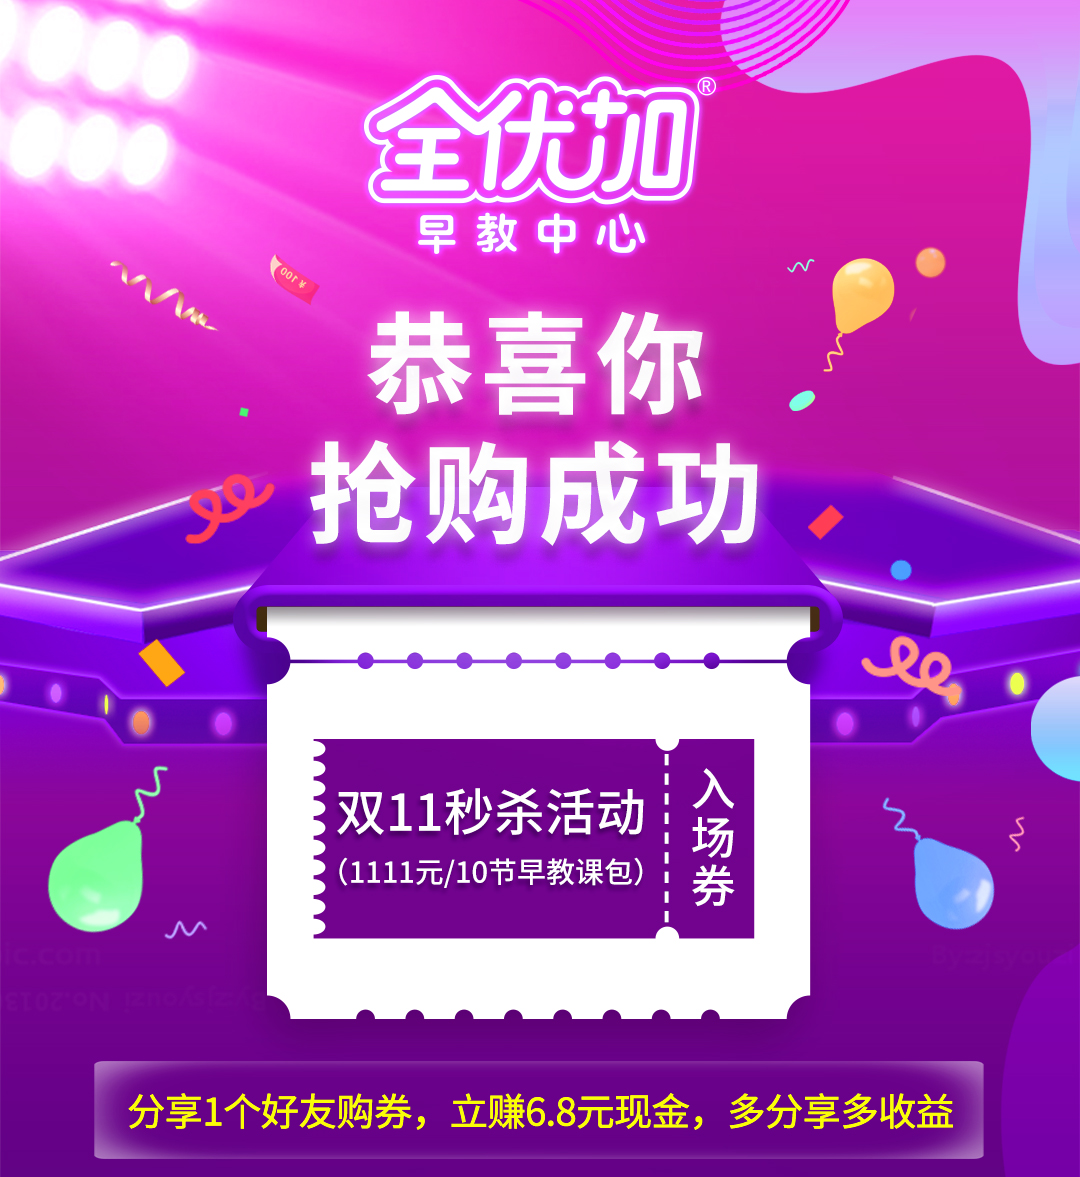 全优加®
早教中心
¥100
恭喜你
抢购成功
双11秒杀活动
（1111元/10节早教课包）
入场券
分享1个好友购券，立赚6.8元现金，多分享多收益